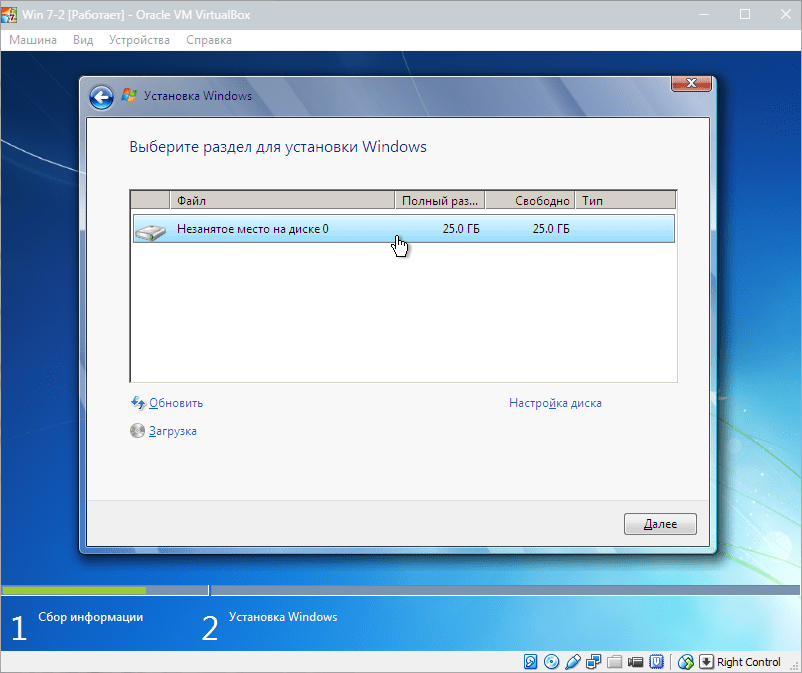 Win 7-2 [Работает] - Oracle VM VirtualBox
Машина Вид Устройства Справка
Установка Windows
Выберите раздел для установки Windows
Файл Полный раз... Свободно Тип
Незанятое место на диске 0 25.0 ГБ 25.0 ГБ
Обновить Настройка диска
Загрузка
Далее
1 Сбор информации 2 Установка Windows
Right Control